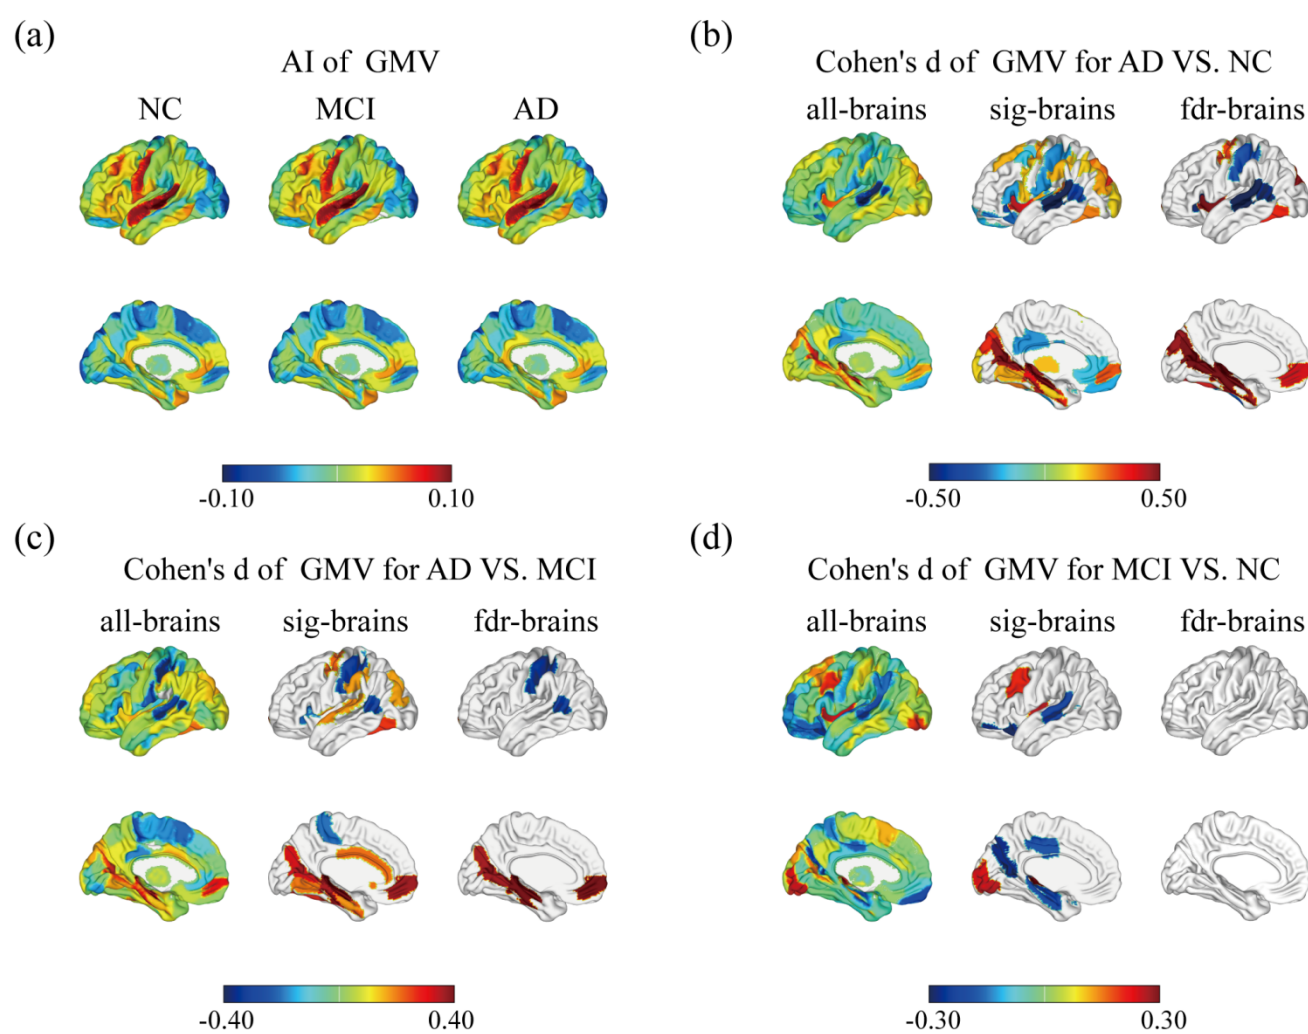 (a)
AI of GMV
NC MCI AD
-0.10 0.10
(b)
Cohen's d of GMV for AD VS. NC
all-brains sig-brains fdr-brains
-0.50 0.50
(c)
Cohen's d of GMV for AD VS. MCI
all-brains sig-brains fdr-brains
-0.40 0.40
(d)
Cohen's d of GMV for MCI VS. NC
all-brains sig-brains fdr-brains
-0.30 0.30